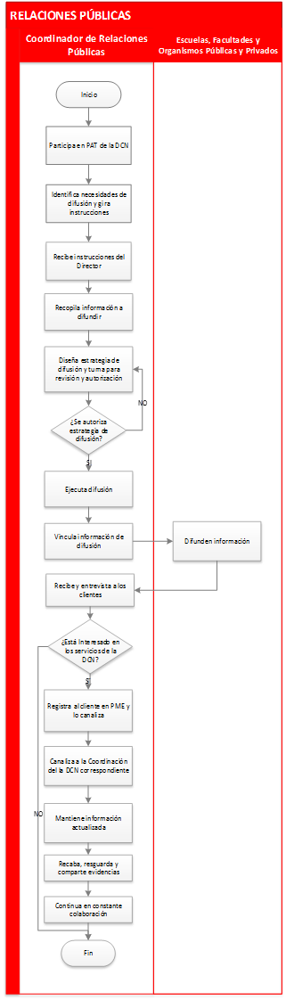 RELACIONES PÚBLICAS
Coordinador de Relaciones
Públicas
Escuelas, Facultades y
Organismos Públicas y Privados
Inicio
Participa en PAT de la DCN
Identifica necesidades de
difusión y gira
instrucciones
Recibe instrucciones del
Director
Recopila información a
difundir
Diseña estrategia de
difusión y turna para
revisión y autorización
NO
¿Se autoriza
estrategia de
difusión?
SI
Ejecuta difusión
Vincula información de
difusión
Difunden información
Recibe y entrevista a los
clientes
¿Está Interesado en
los servicios de la
DCN?
SI
Registra al cliente en PME y
lo canaliza
Canaliza a la Coordinación
del la DCN correspondiente
NO
Mantiene información
actualizada
Recaba, resguarda y
comparte evidencias
Continua en constante
colaboración
Fin